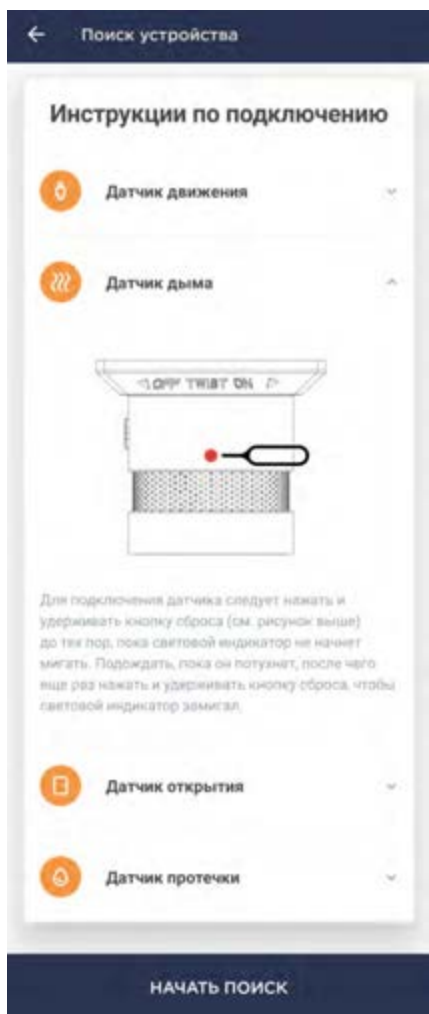 Поиск устройства
Инструкции по подключению
Датчик движения
Датчик дыма
OFF TWIST ON
Для подключения датчика следует нажать и
удерживать кнопку сброса (см. рисунок выше)
до тех пор, пока световой индикатор не начнет
мигать. Подождать, пока он потухнет, после чего
еще раз нажать и удерживать кнопку сброса, чтобы
световой индикатор замигал.
Датчик открытия
Датчик протечки
НАЧАТЬ ПОИСК